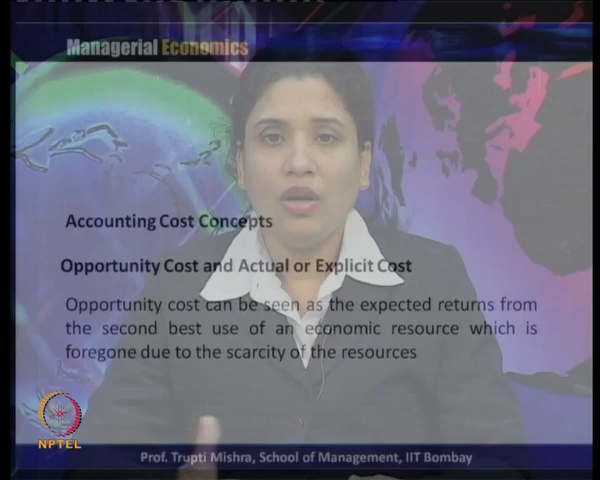 Managerial Economics
Accounting Cost Concepts
Opportunity Cost and Actual or Explicit Cost
Opportunity cost can be seen as the expected returns from
the second best use of an economic resource which is
foregone due to the scarcity of the resources
NPTEL
Prof. Trupti Mishra, School of Management, IIT Bombay